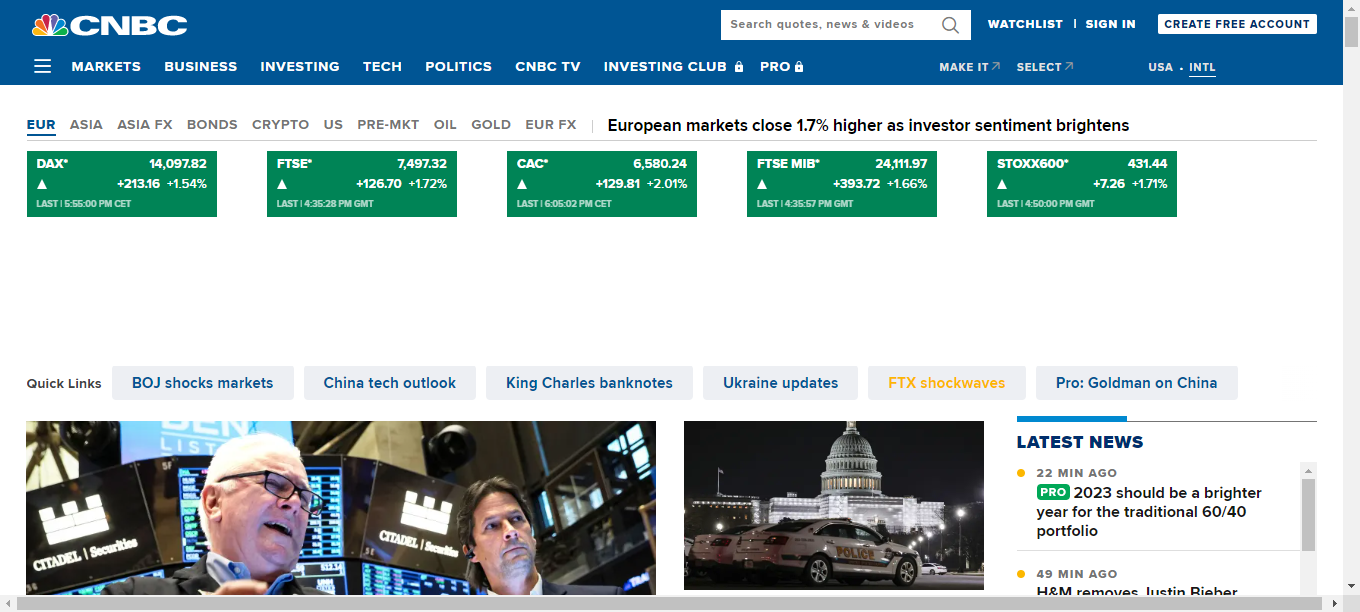 CNBC
Search quotes, news & videos
WATCHLIST | SIGN IN
CREATE FREE ACCOUNT
MARKETS BUSINESS INVESTING TECH POLITICS CNBC TV INVESTING CLUB PRO
MAKE IT SELECT USA • INTL
EUR ASIA ASIA FX BONDS CRYPTO US PRE-MKT OIL GOLD EUR FX
European markets close 1.7% higher as investor sentiment brightens
DAX* 14,097.82
+213.16 +1.54%
LAST | 5:55:00 PM CET
FTSE* 7,497.32
+126.70 +1.72%
LAST | 4:35:28 PM GMT
CAC* 6,580.24
+129.81 +2.01%
LAST | 6:05:02 PM CET
FTSE MIB* 24,111.97
+393.72 +1.66%
LAST | 4:35:57 PM GMT
STOXX600* 431.44
+7.26 +1.71%
LAST | 4:50:00 PM GMT
Quick Links
BOJ shocks markets
China tech outlook
King Charles banknotes
Ukraine updates
FTX shockwaves
Pro: Goldman on China
LIST
CITADEL | Securities
CITADEL | Securities
POLICE
LATEST NEWS
22 MIN AGO
PRO 2023 should be a brighter
year for the traditional 60/40
portfolio
49 MIN AGO
H&M removes Justin Bieber